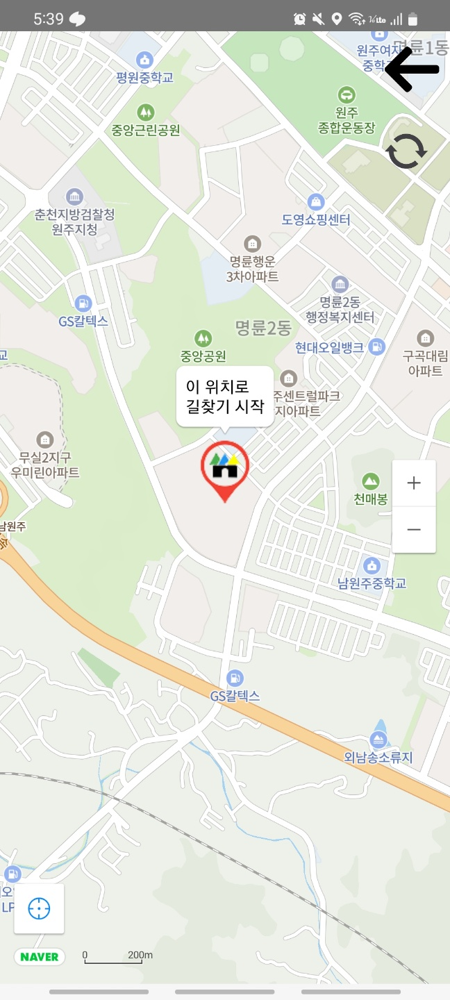 5:39
VoLTE
명륜1동
원주여자
중학교
평원중학교
원주
종합운동장
중앙근린공원
춘천지방검찰청
원주지청
도영쇼핑센터
명륜행운
3차아파트
명륜2동
행정복지센터
GS칼텍스
명륜2동
현대오일뱅크
구곡대림
아파트
중앙공원
교
이 위치로
길찾기 시작
주센트럴파크
지아파트
무실2지구
우미린아파트
천매봉
+
−
남원주
속
남원주중학교
GS칼텍스
외남송소류지
LP
NAVER
0 200m